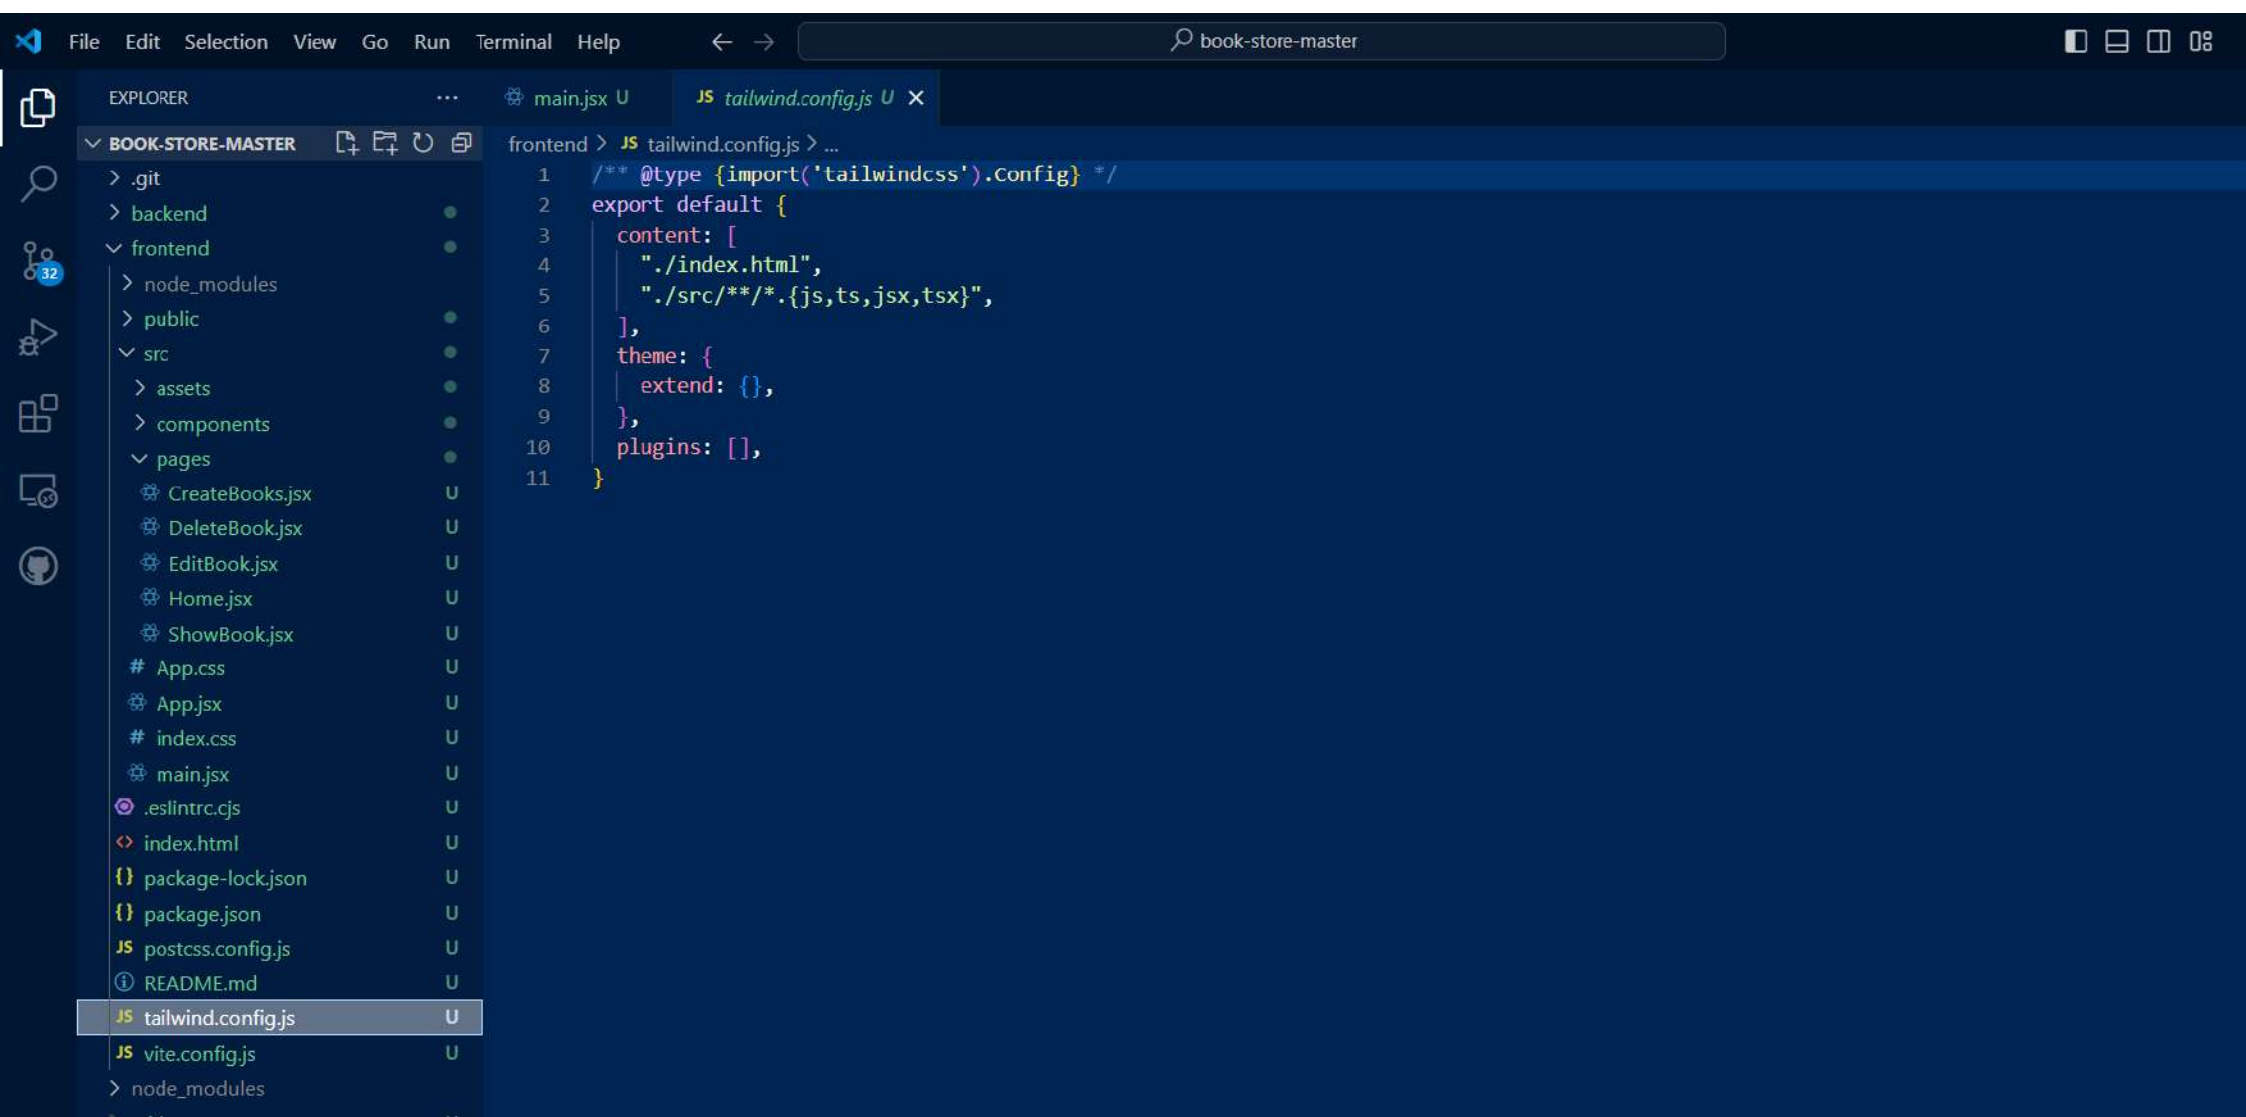 File Edit Selection View Go Run Terminal Help
book-store-master
EXPLORER
main.jsx U
JS tailwind.config.js U
BOOK-STORE-MASTER
frontend > JS tailwind.config.js > ...
.git
backend
frontend
node_modules
public
src
assets
components
pages
CreateBooks.jsx U
DeleteBook.jsx U
EditBook.jsx U
Home.jsx U
ShowBook.jsx U
# App.css U
App.jsx U
# index.css U
main.jsx U
.eslintrc.cjs U
<> index.html U
{} package-lock.json U
{} package.json U
JS postcss.config.js U
README.md U
JS tailwind.config.js U
JS vite.config.js U
node_modules
32
1 /** @type {import('tailwindcss').Config} */
2 export default {
3 content: [
4 "./index.html",
5 "./src/**/*.{js,ts,jsx,tsx}",
6 ],
7 theme: {
8 extend: {},
9 },
10 plugins: [],
11 }